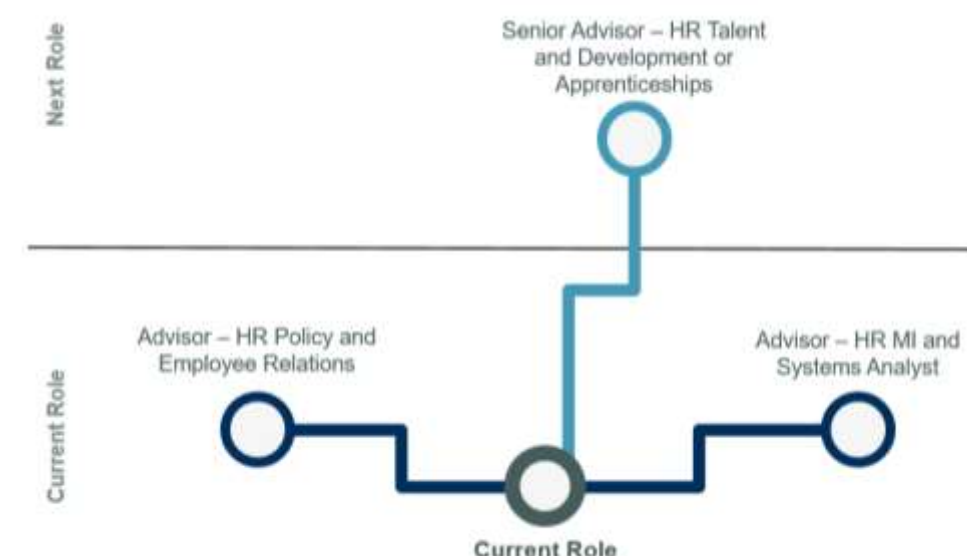 Next Role
Senior Advisor – HR Talent
and Development or
Apprenticeships
Current Role
Advisor – HR Policy and
Employee Relations
Advisor – HR MI and
Systems Analyst
Current Role